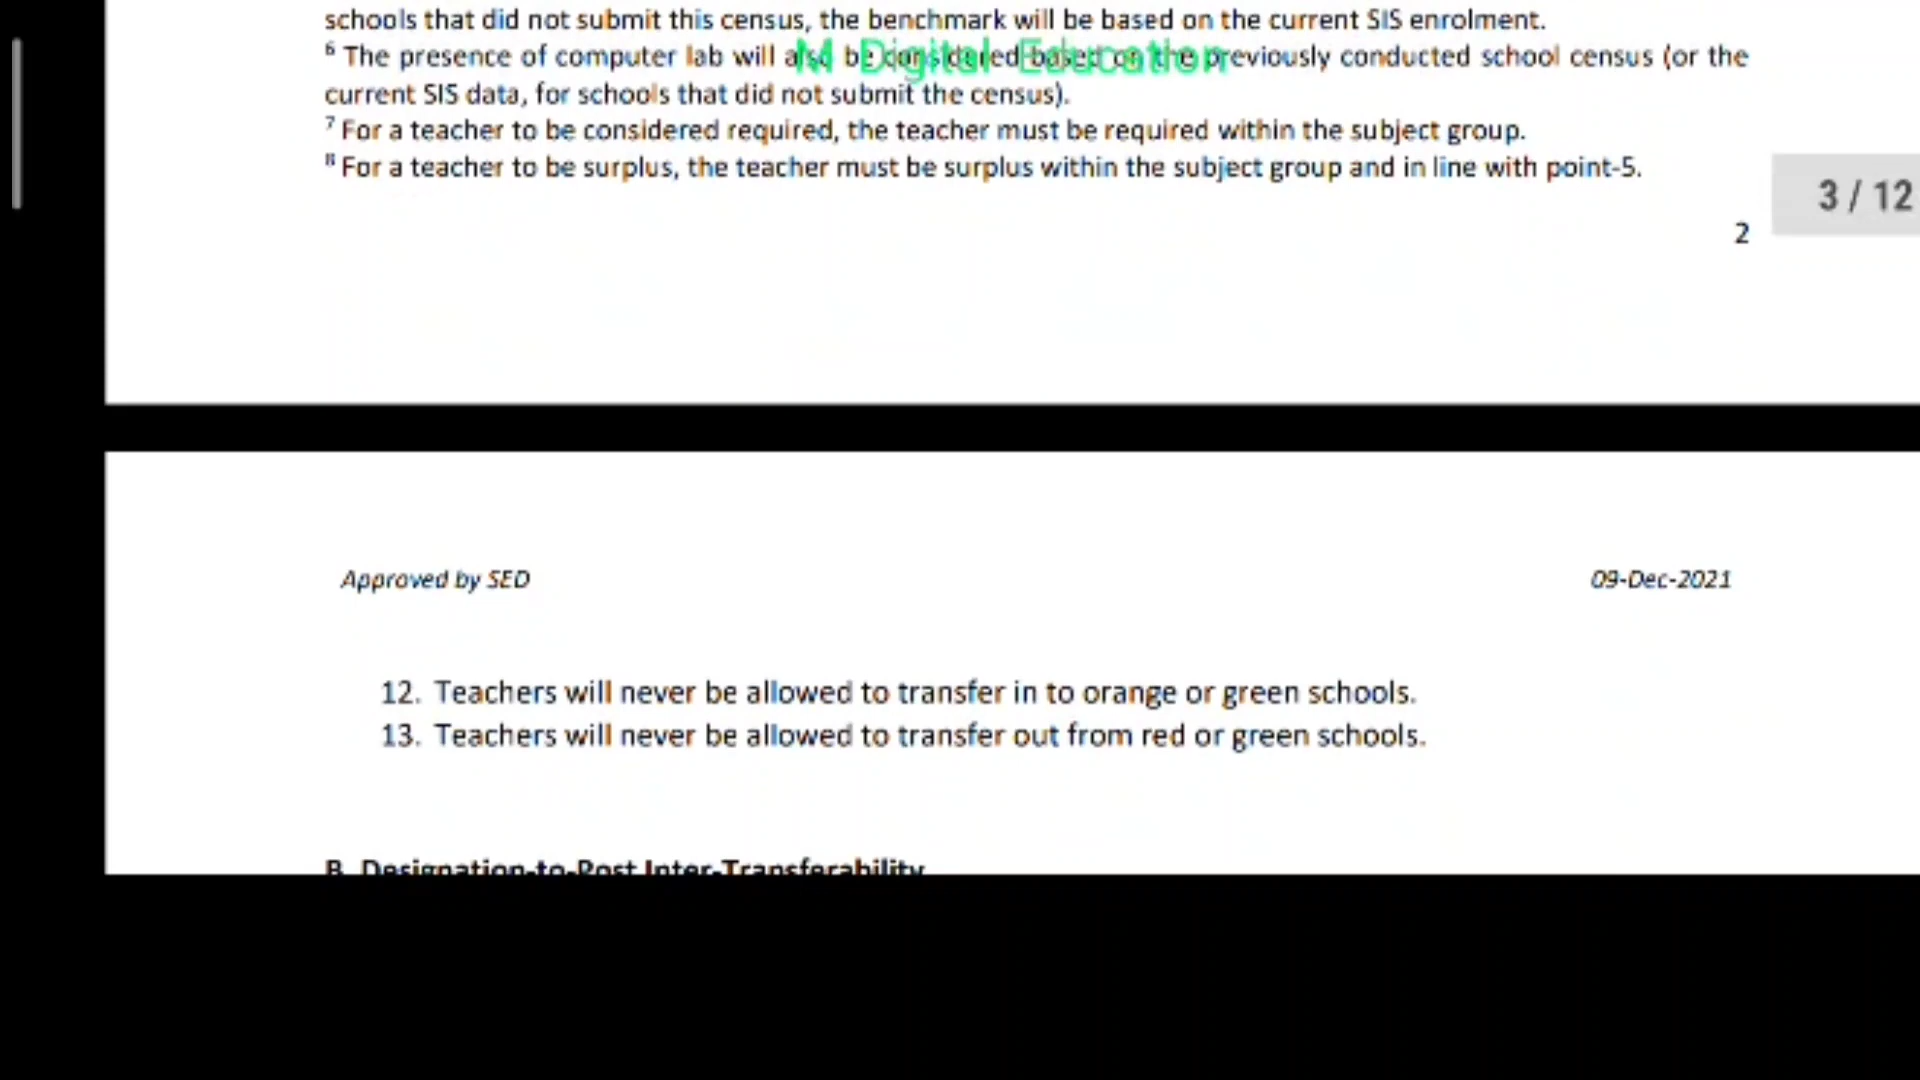 schools that did not submit this census, the benchmark will be based on the current SIS enrolment.
M Digital Education
6 The presence of computer lab will also be considered based on the previously conducted school census (or the
current SIS data, for schools that did not submit the census).
7 For a teacher to be considered required, the teacher must be required within the subject group.
8 For a teacher to be surplus, the teacher must be surplus within the subject group and in line with point-5.
3 / 12
2
Approved by SED 09-Dec-2021
12. Teachers will never be allowed to transfer in to orange or green schools.
13. Teachers will never be allowed to transfer out from red or green schools.
B. Designation-to-Post Inter-Transferability